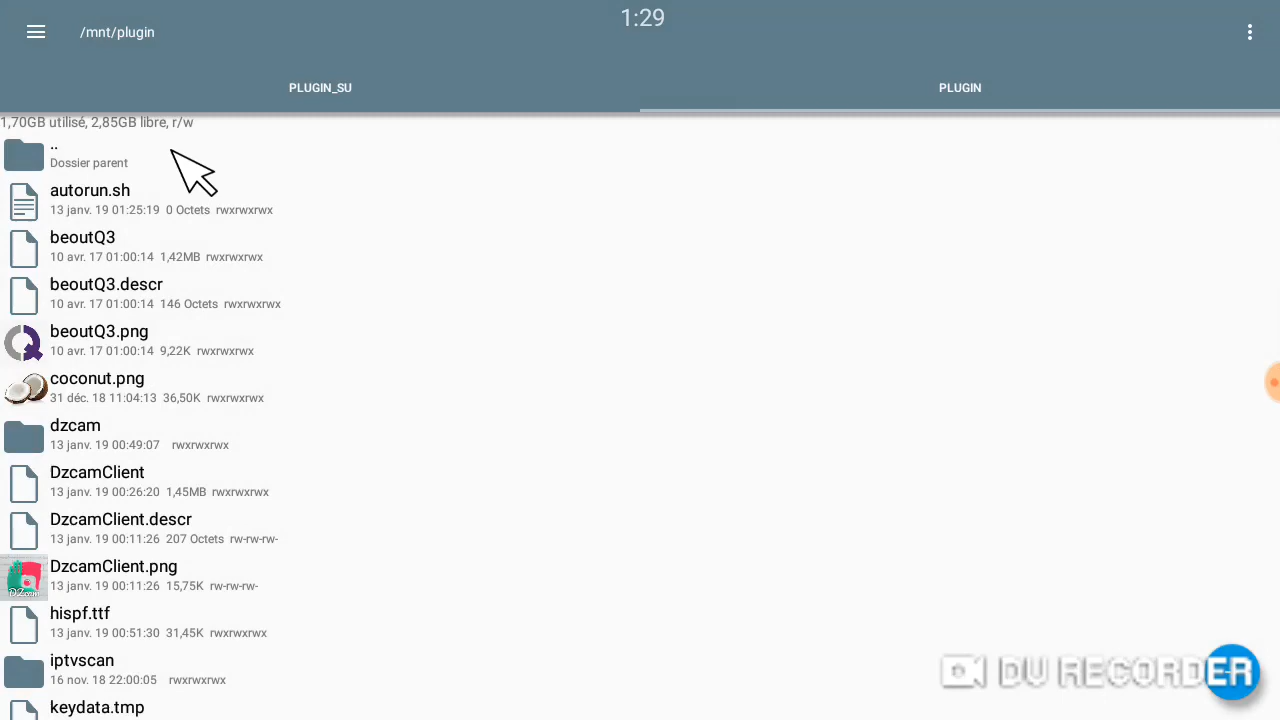 1:29
/mnt/plugin
PLUGIN_SU
PLUGIN
1,70GB utilisé, 2,85GB libre, r/w
..
Dossier parent
autorun.sh
13 janv. 19 01:25:19 0 Octets rwxrwxrwx
beoutQ3
10 avr. 17 01:00:14 1,42MB rwxrwxrwx
beoutQ3.descr
10 avr. 17 01:00:14 146 Octets rwxrwxrwx
beoutQ3.png
10 avr. 17 01:00:14 9,22K rwxrwxrwx
coconut.png
31 déc. 18 11:04:13 36,50K rwxrwxrwx
dzcam
13 janv. 19 00:49:07 rwxrwxrwx
DzcamClient
13 janv. 19 00:26:20 1,45MB rwxrwxrwx
DzcamClient.descr
13 janv. 19 00:11:26 207 Octets rw-rw-rw-
DzcamClient.png
13 janv. 19 00:11:26 15,75K rw-rw-rw-
DZcam
hispf.ttf
13 janv. 19 00:51:30 31,45K rwxrwxrwx
iptvscan
16 nov. 18 22:00:05 rwxrwxrwx
keydata.tmp
DU RECORDER